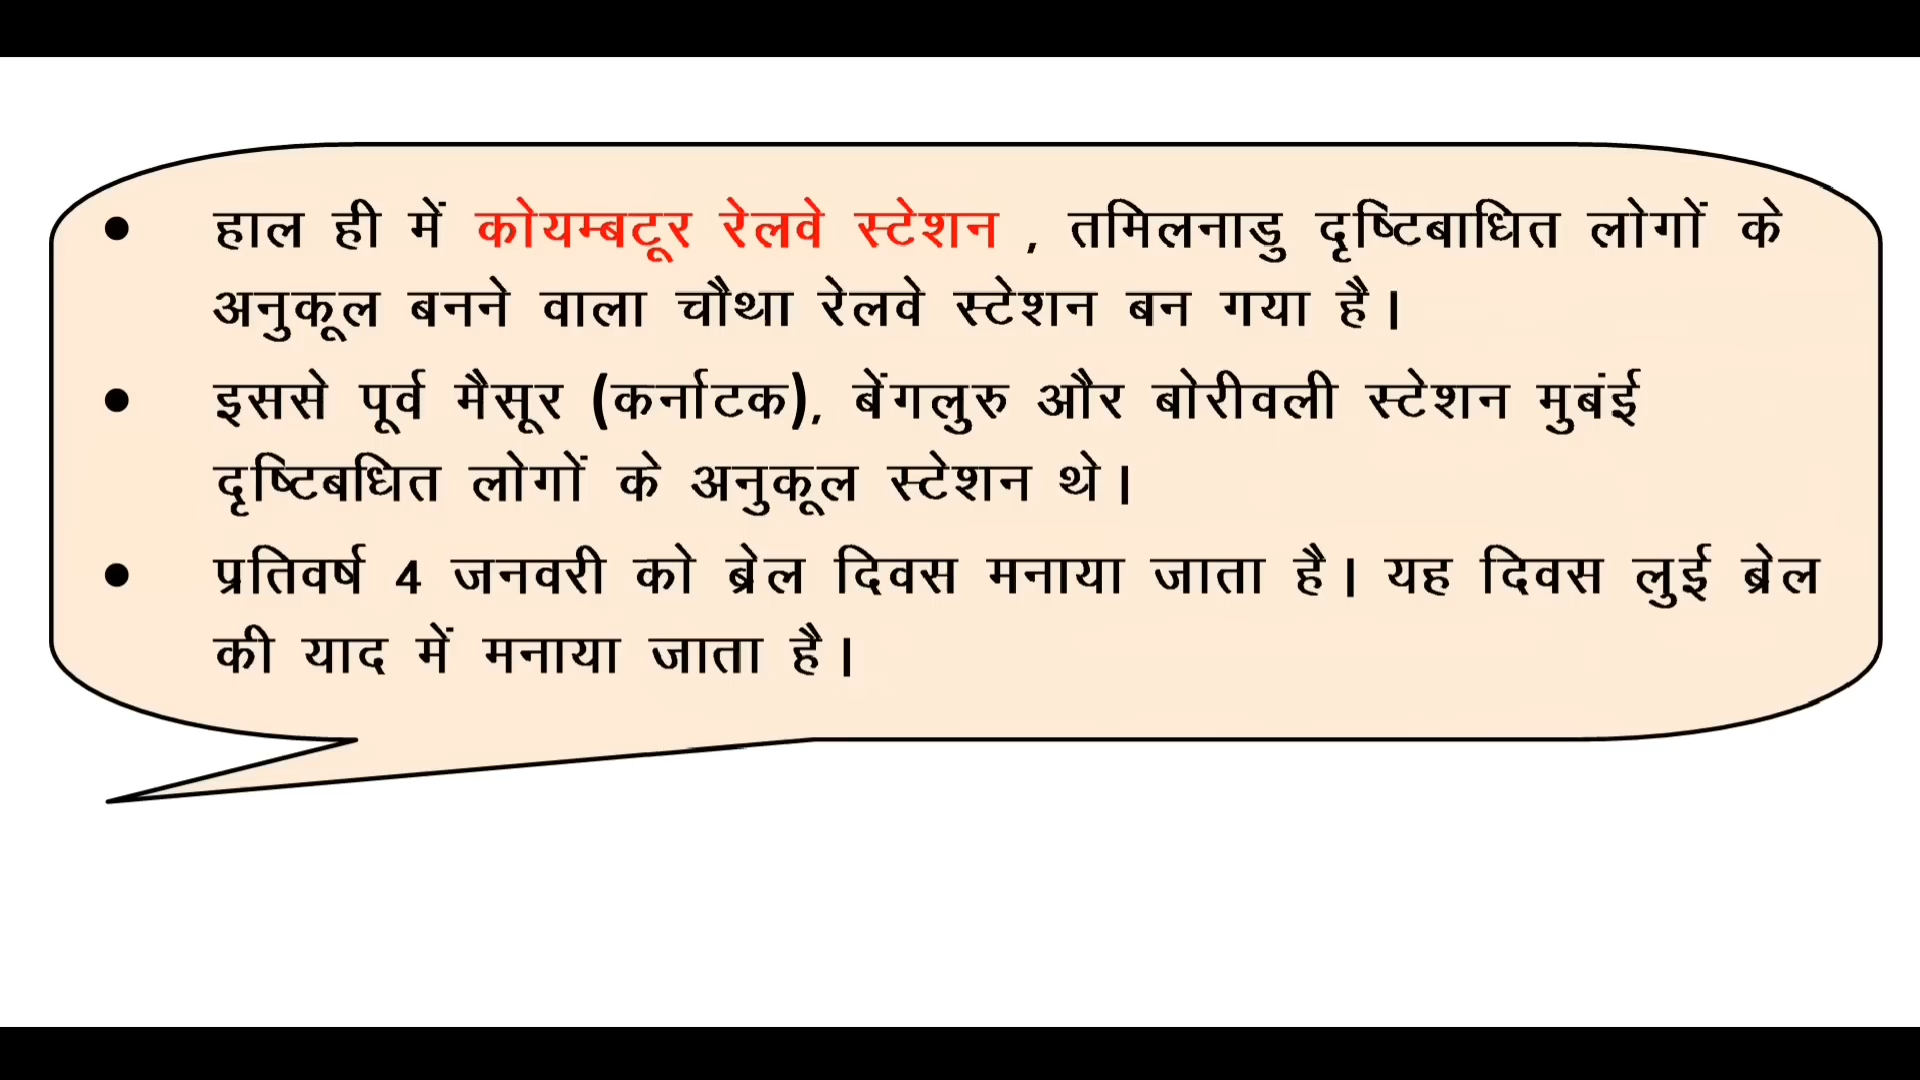 • हाल ही में कोयम्बटूर रेलवे स्टेशन , तमिलनाडु दृष्टिबाधित लोगों के
अनुकूल बनने वाला चौथा रेलवे स्टेशन बन गया है।
• इससे पूर्व मैसूर (कर्नाटक), बेंगलुरु और बोरीवली स्टेशन मुबंई
दृष्टिबधित लोगों के अनुकूल स्टेशन थे।
• प्रतिवर्ष 4 जनवरी को ब्रेल दिवस मनाया जाता है। यह दिवस लुई ब्रेल
की याद में मनाया जाता है।